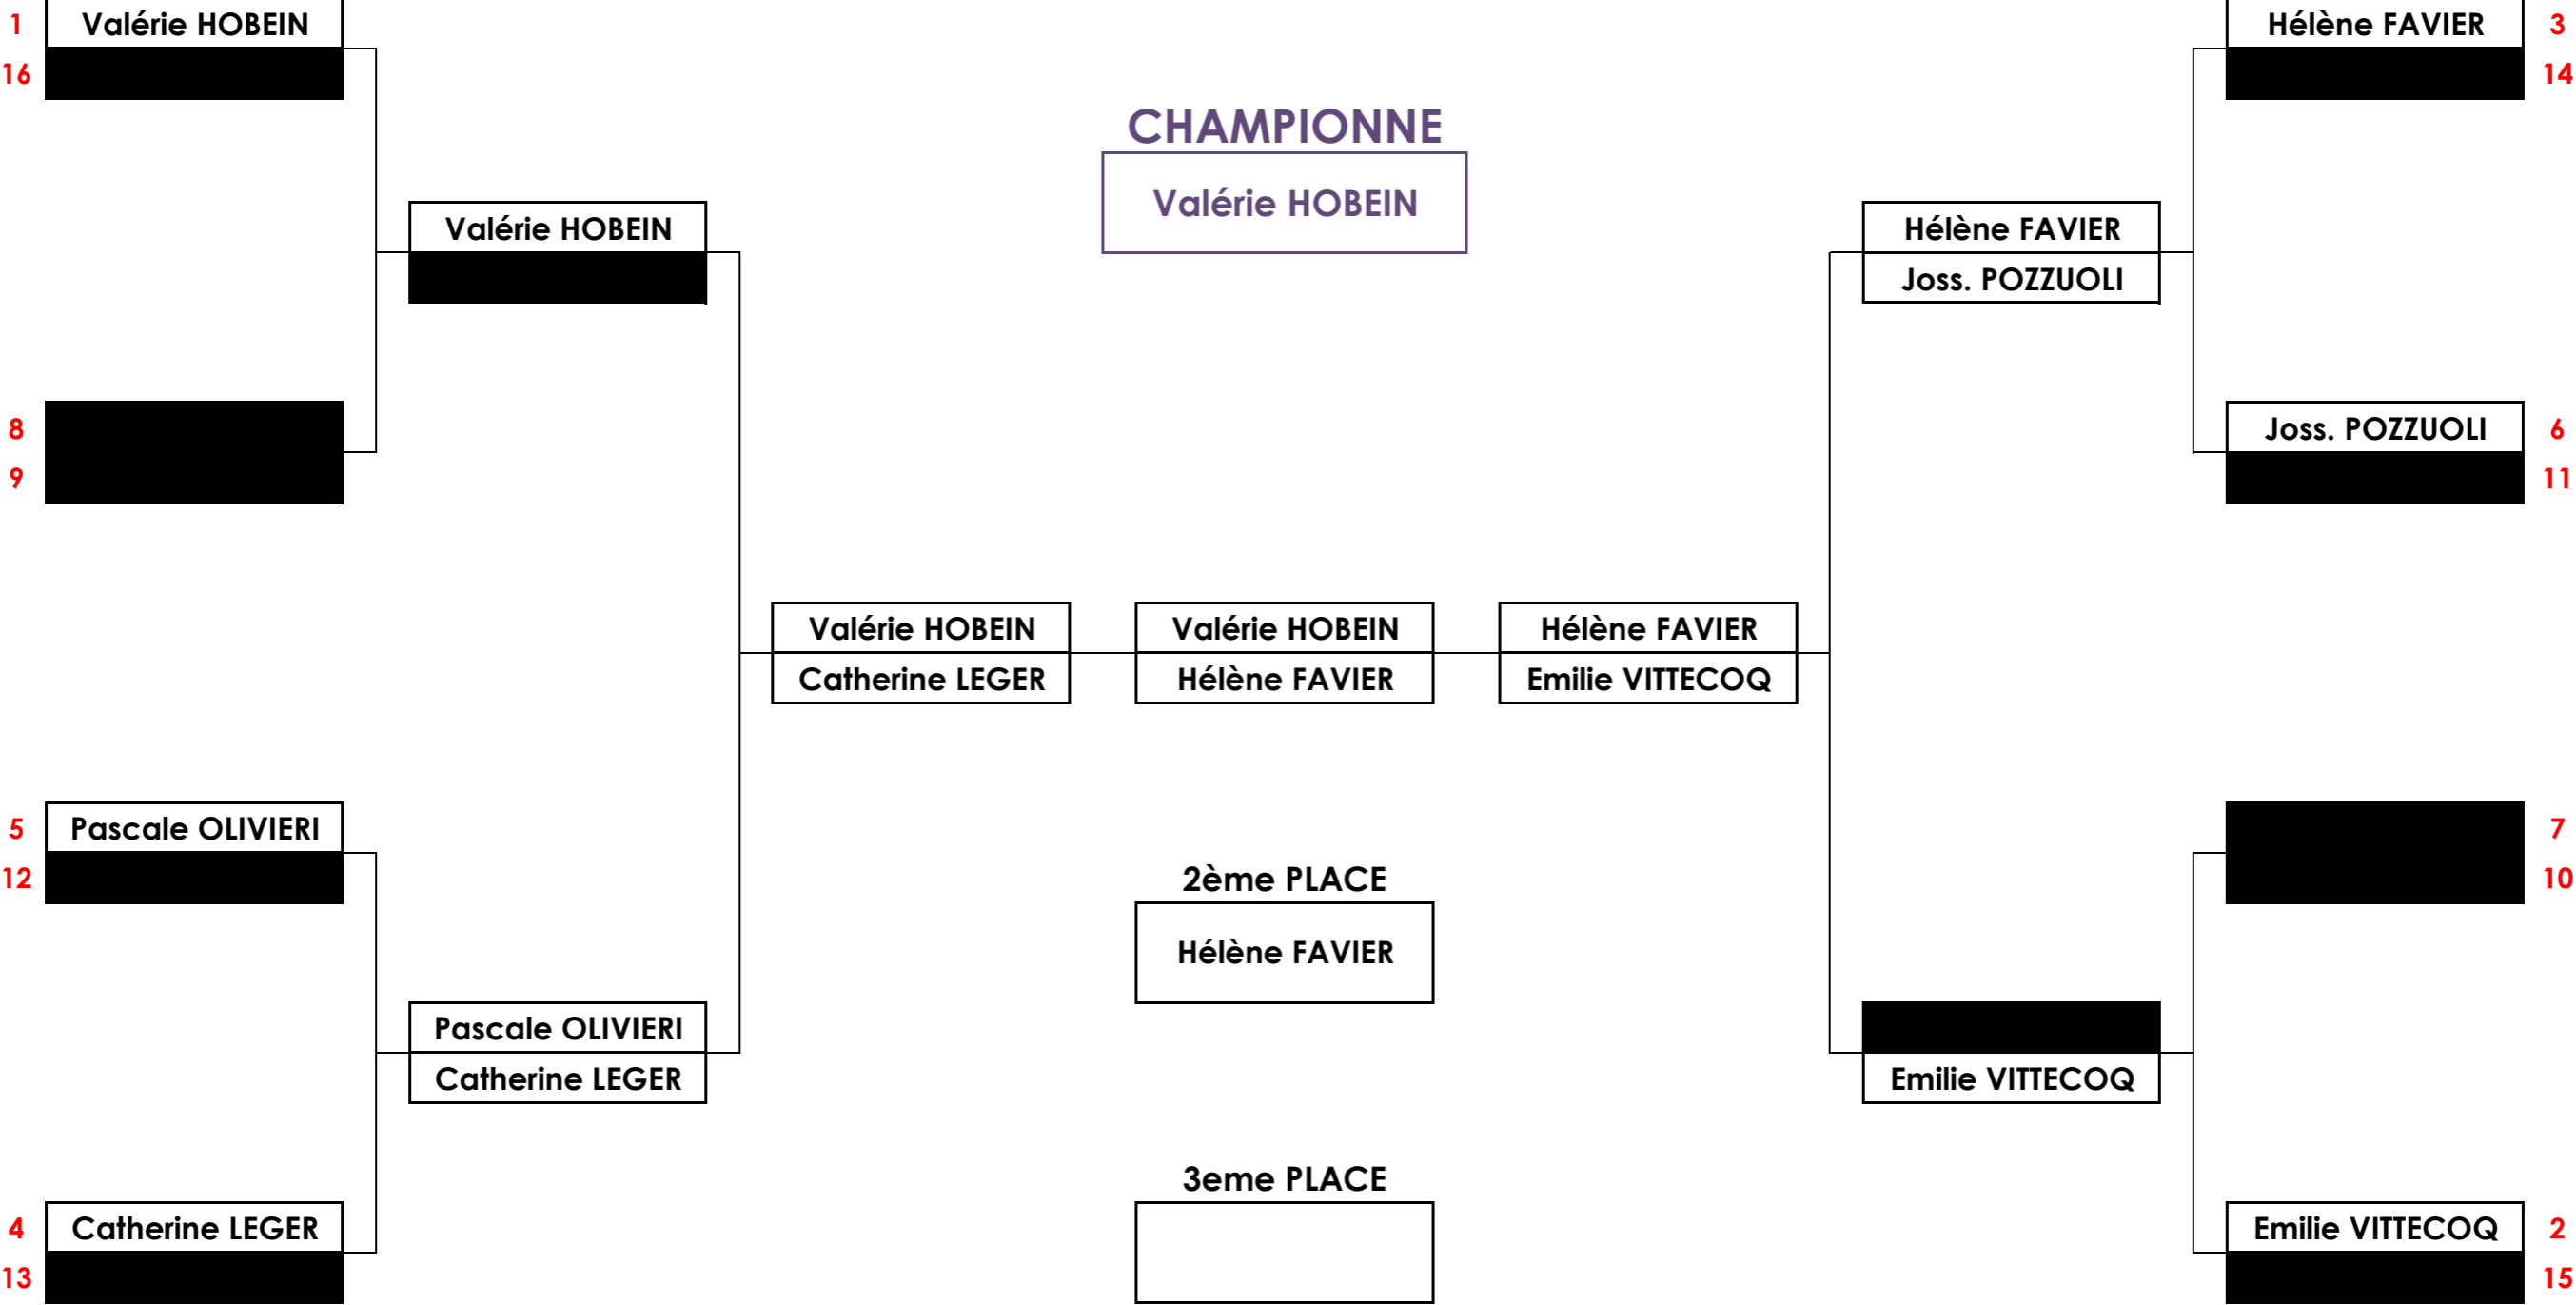 1 Valérie HOBEIN
16
Hélène FAVIER 3
14
CHAMPIONNE
Valérie HOBEIN
Valérie HOBEIN
Hélène FAVIER
Joss. POZZUOLI
8
9
Joss. POZZUOLI 6
11
Valérie HOBEIN
Catherine LEGER
Valérie HOBEIN
Hélène FAVIER
Hélène FAVIER
Emilie VITTECOQ
5 Pascale OLIVIERI
12
7
10
2ème PLACE
Hélène FAVIER
Pascale OLIVIERI
Catherine LEGER
Emilie VITTECOQ
3eme PLACE
4 Catherine LEGER
13
Emilie VITTECOQ 2
15